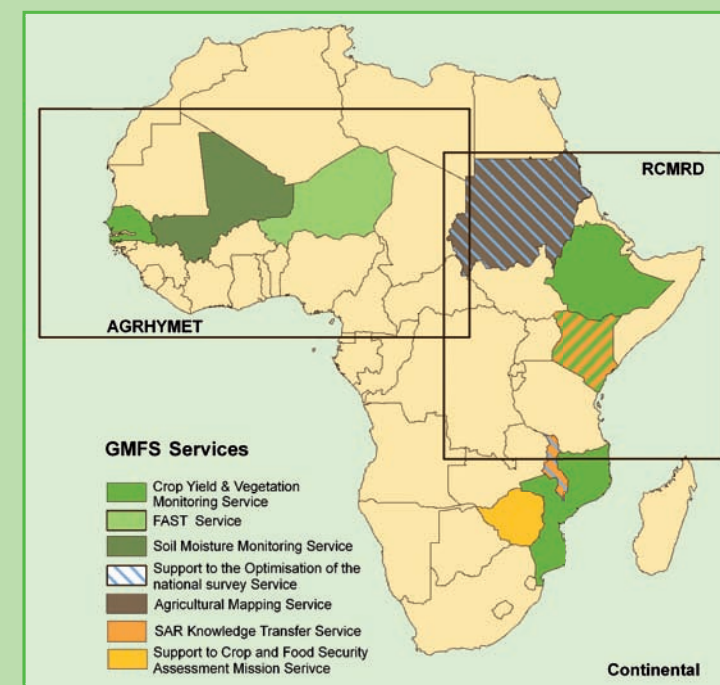 RCMRD
AGRHYMET
GMFS Services
Crop Yield & Vegetation
Monitoring Service
FAST Service
Soil Moisture Monitoring Service
Support to the Optimisation of the
national survey Service
Agricultural Mapping Service
SAR Knowledge Transfer Service
Support to Crop and Food Security
Assessment Mission Serivce
Continental